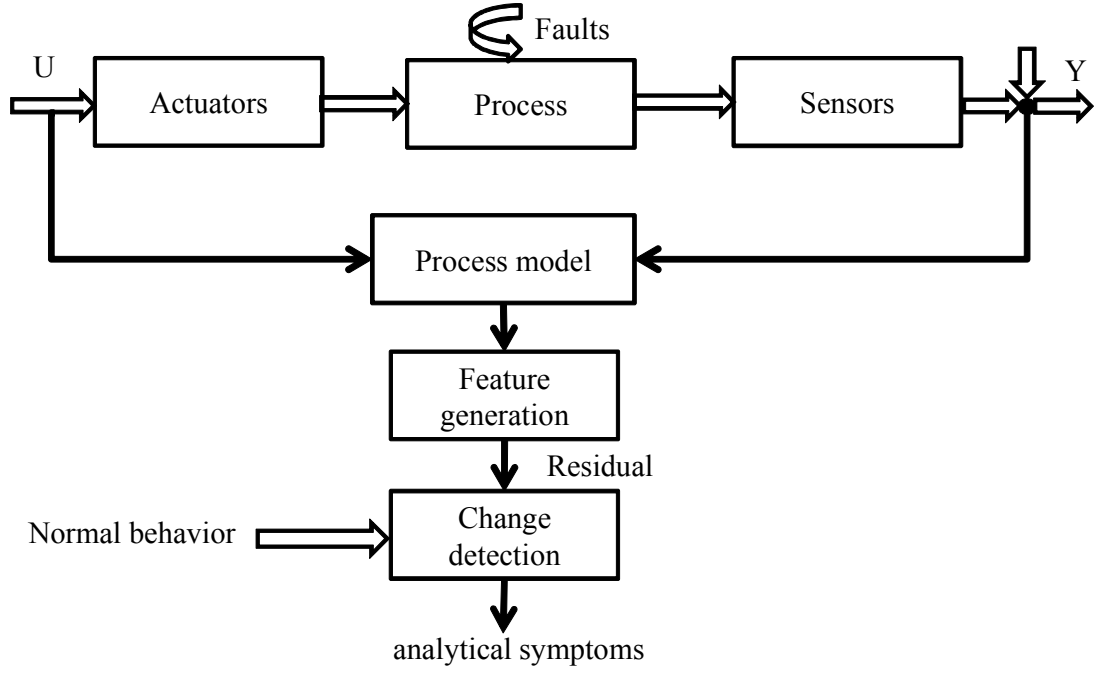 Faults
U
Y
Actuators
Process
Sensors
Process model
Feature
generation
Residual
Normal behavior
Change
detection
analytical symptoms